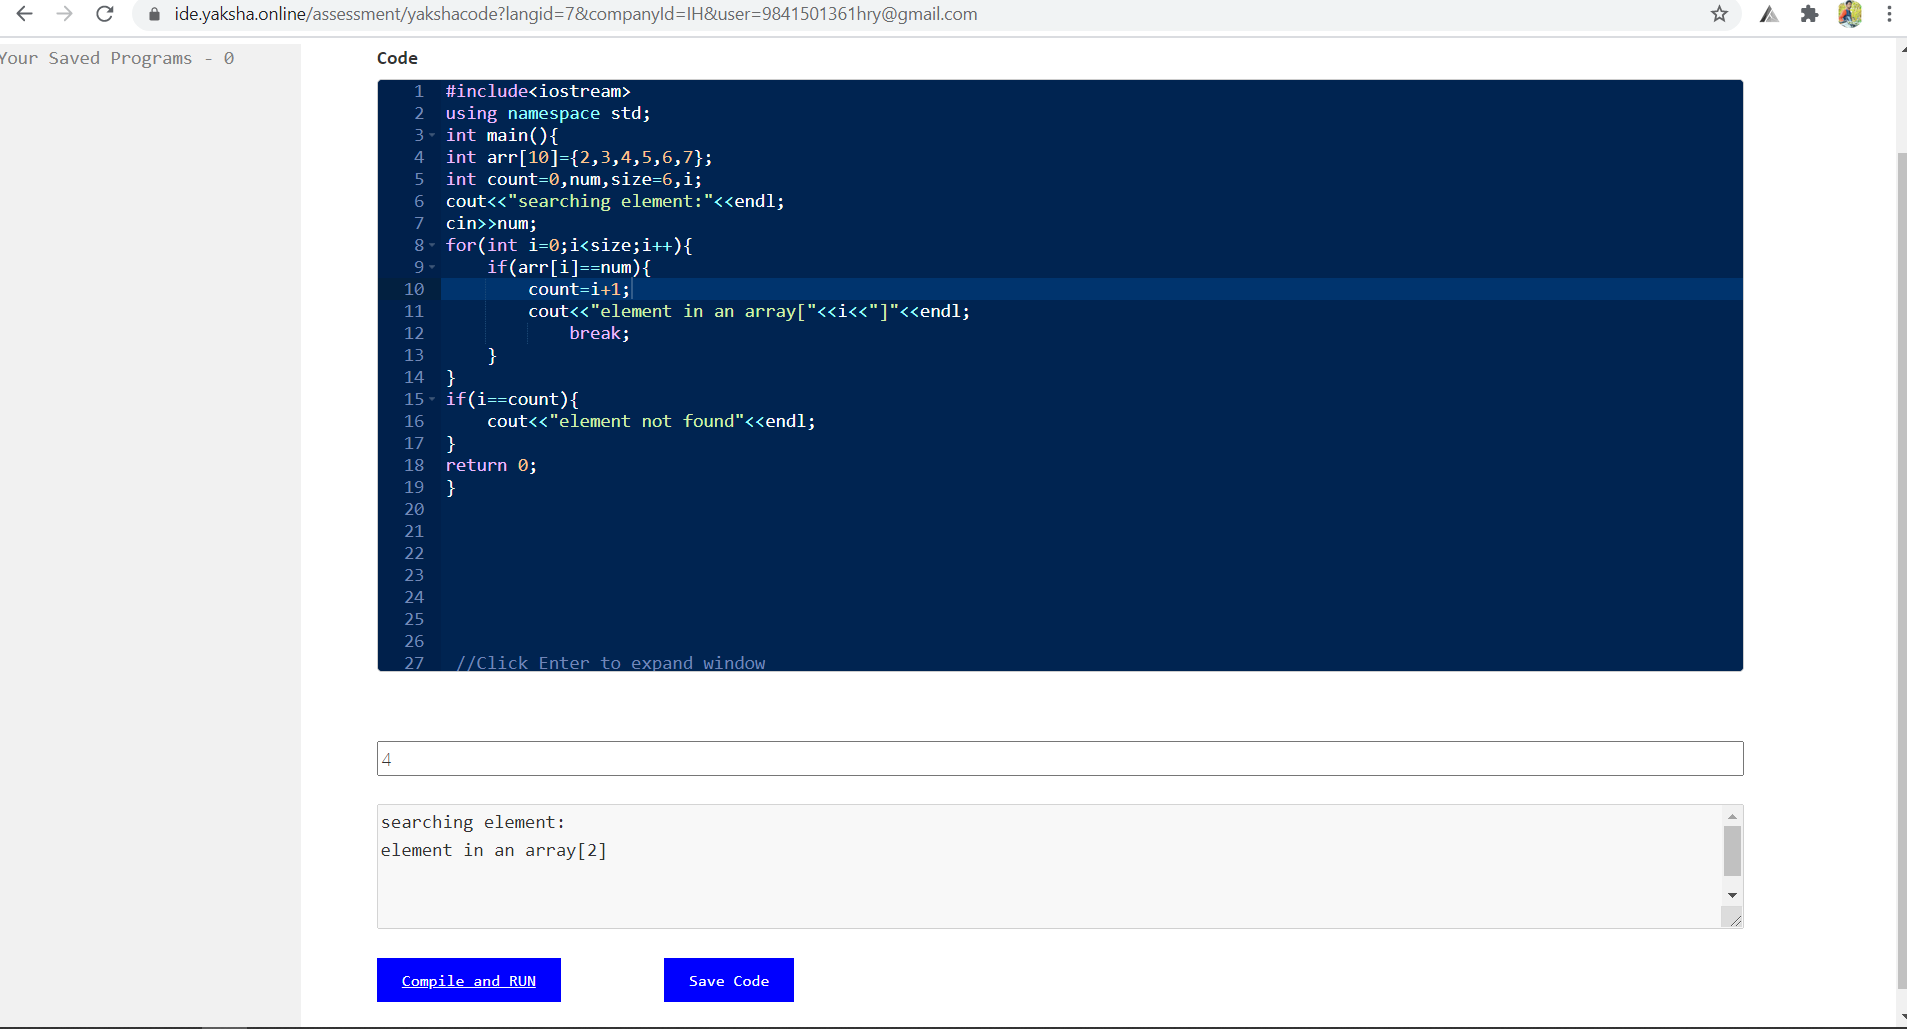 ide.yaksha.online/assessment/yakshacode?langid=7&companyId=IH&user=9841501361hry@gmail.com
Your Saved Programs - 0
Code
1 #include<iostream>
2 using namespace std;
3 int main(){
4 int arr[10]={2,3,4,5,6,7};
5 int count=0,num,size=6,i;
6 cout<<"searching element:"<<endl;
7 cin>>num;
8 for(int i=0;i<size;i++){
9     if(arr[i]==num){
10         count=i+1;
11         cout<<"element in an array["<<i<<"]"<<endl;
12             break;
13     }
14 }
15 if(i==count){
16     cout<<"element not found"<<endl;
17 }
18 return 0;
19 }
20
21
22
23
24
25
26
27  //Click Enter to expand window
4
searching element:
element in an array[2]
Compile and RUN
Save Code